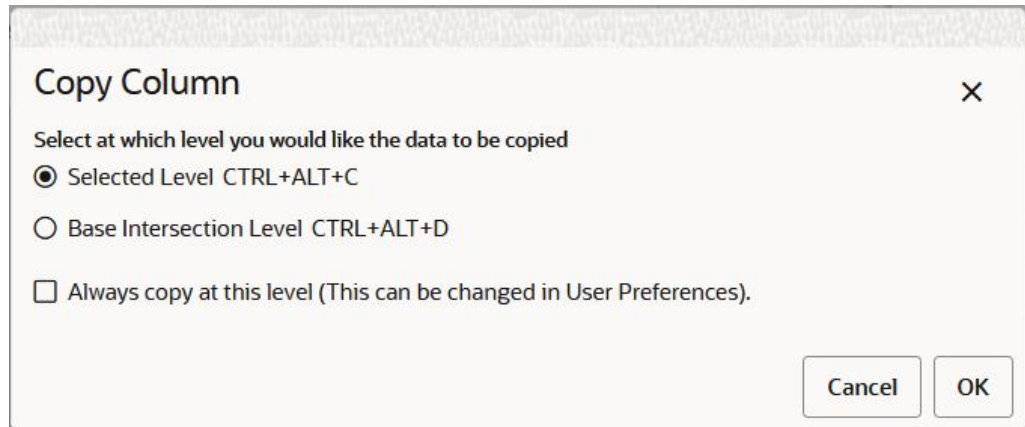 Copy Column
Select at which level you would like the data to be copied
Selected Level CTRL+ALT+C
Base Intersection Level CTRL+ALT+D
Always copy at this level (This can be changed in User Preferences).
Cancel OK